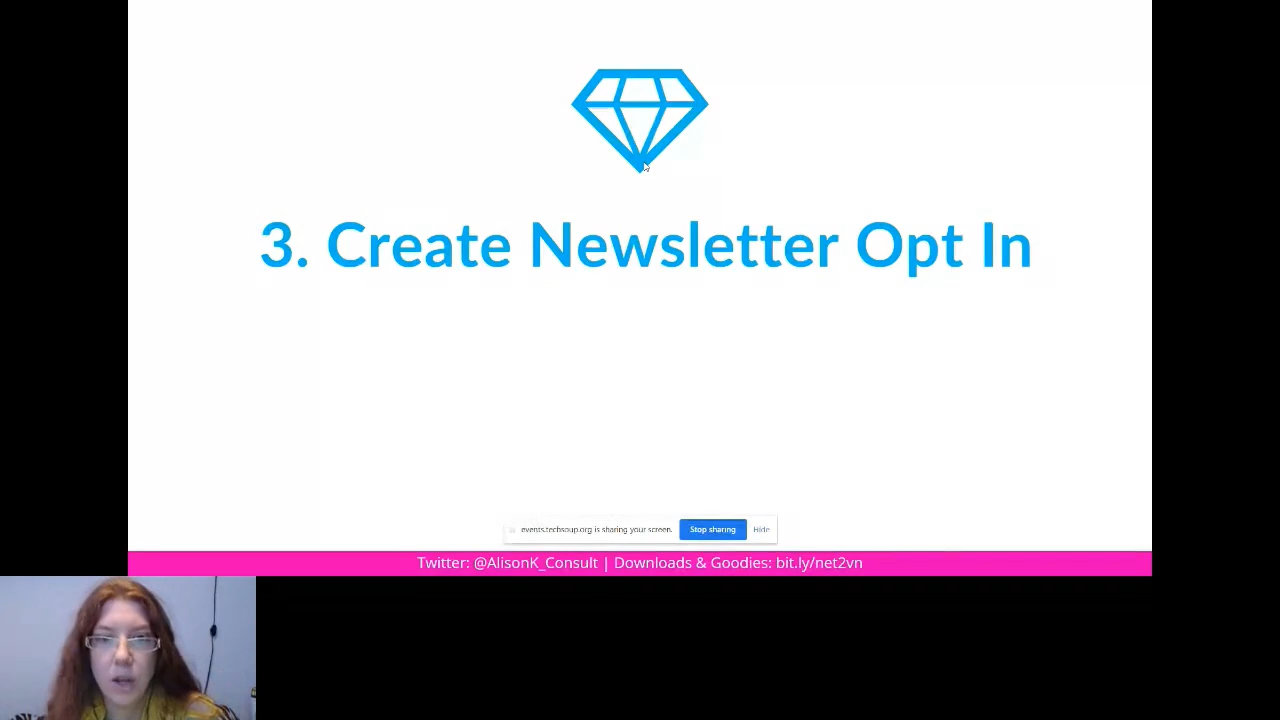 3. Create Newsletter Opt In
events.techsoup.org is sharing your screen. Stop sharing Hide
Twitter: @AlisonK_Consult | Downloads & Goodies: bit.ly/net2vn